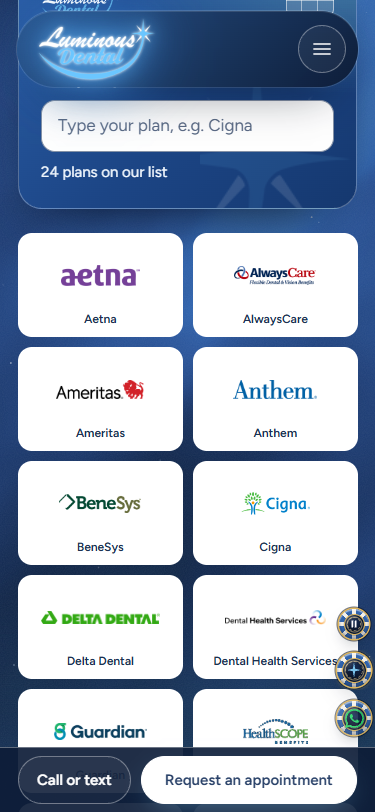 Luminous
Dental
Type your plan, e.g. Cigna
24 plans on our list
aetna
Aetna
AlwaysCare
Flexible Dental & Vision Benefits
AlwaysCare
Ameritas
Ameritas
Anthem
Anthem
BeneSys
BeneSys
Cigna
Cigna
DELTA DENTAL
Delta Dental
Dental Health Services
Dental Health Services
Guardian
HealthSCOPE
BENEFITS
Call or text
Request an appointment